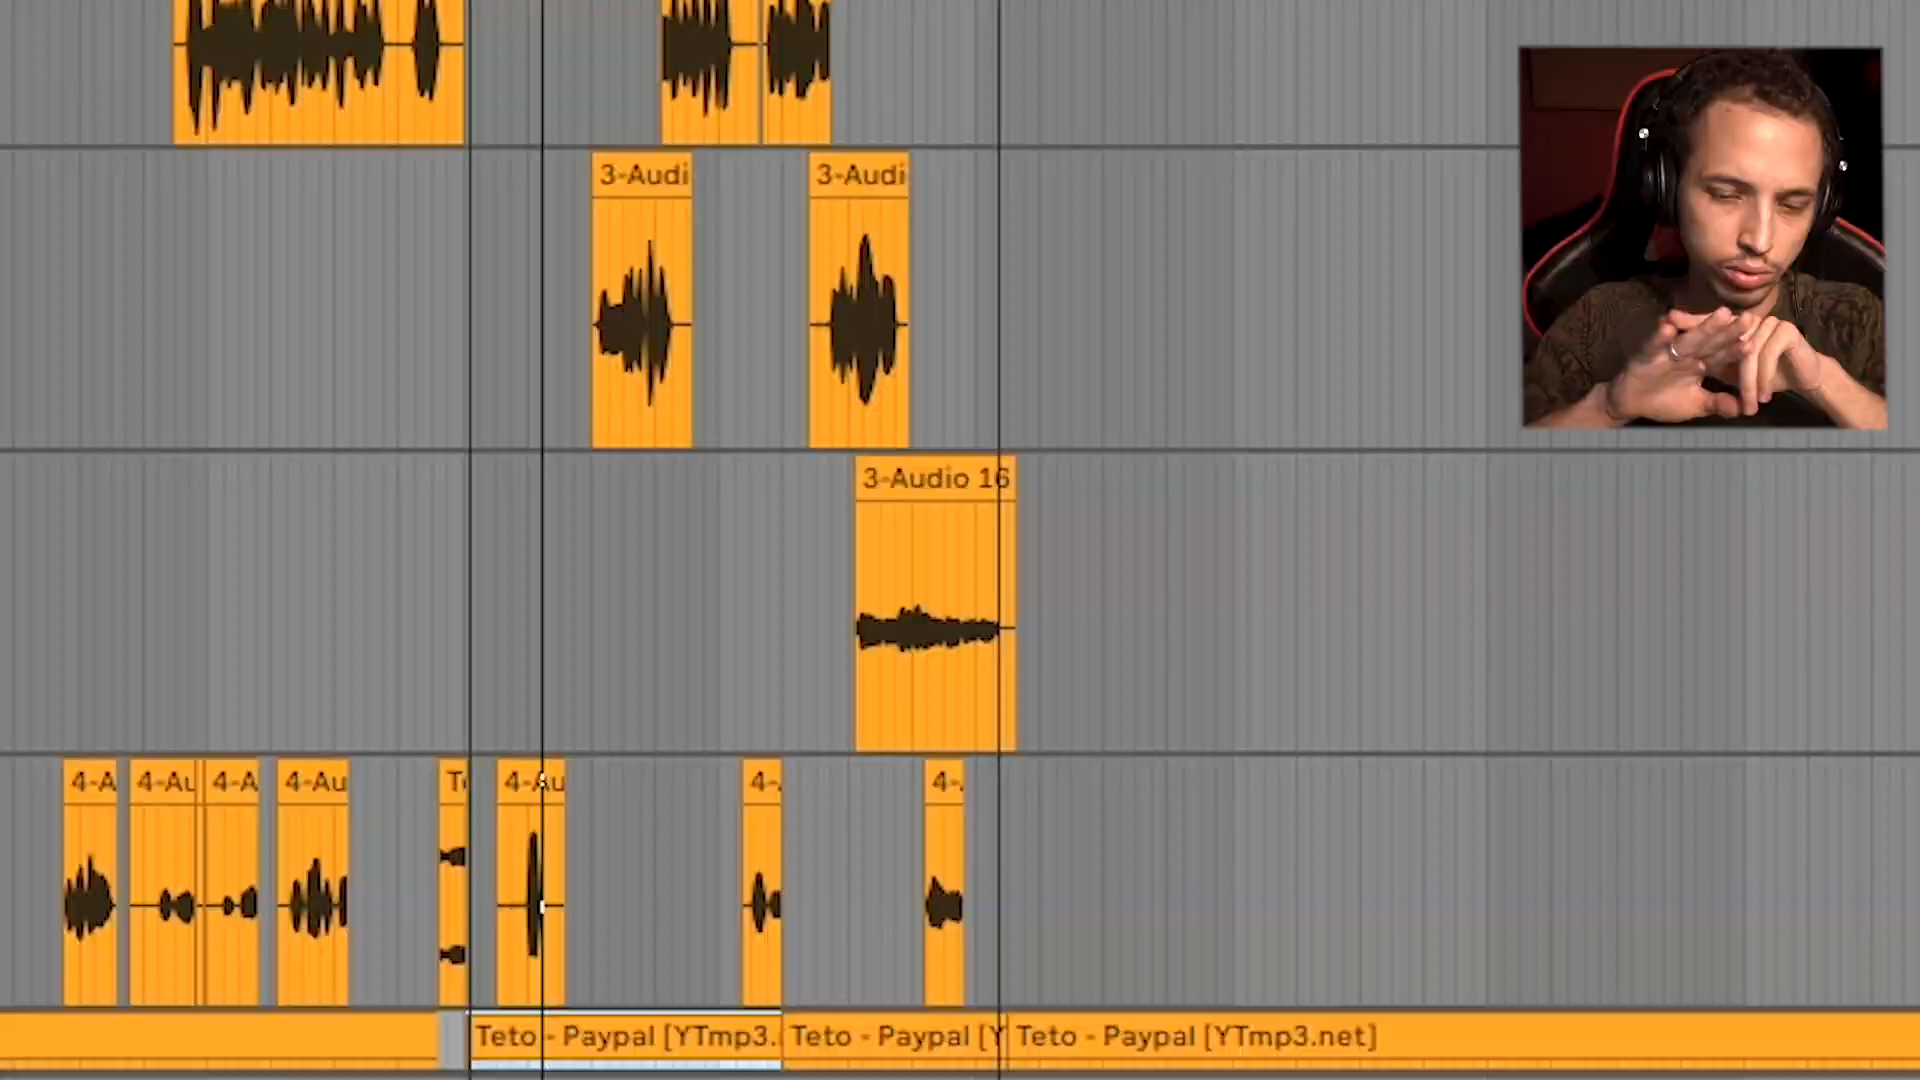 3-Audi 3-Audi
3-Audio 16
4-A 4-Au 4-A 4-Au 4-Au 4- 4-
Teto - Paypal [YTmp3. Teto - Paypal [Y Teto - Paypal [YTmp3.net]